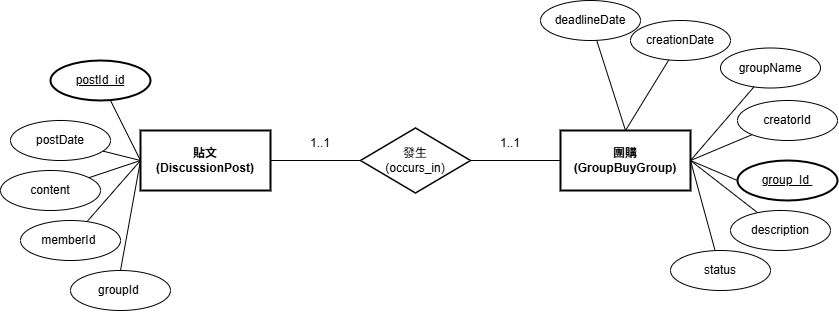 deadlineDate
creationDate
groupName
postId_id
creatorId
postDate
1..1
1..1
貼文
(DiscussionPost)
發生
(occurs_in)
團購
(GroupBuyGroup)
group_Id
content
description
memberId
status
groupId